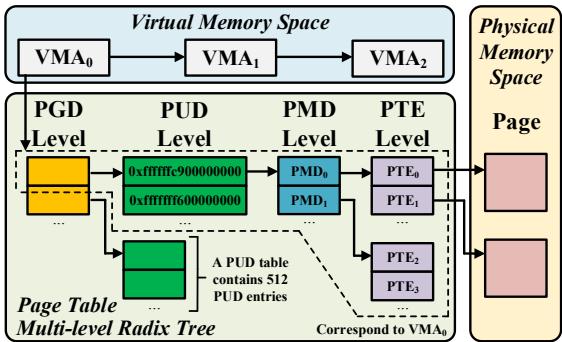 Virtual Memory Space
VMA0
VMA1
VMA2
Physical
Memory
Space
Page
PGD
Level
PUD
Level
PMD
Level
PTE
Level
0xffffffc900000000
0xfffffff600000000
PMD0
PMD1
PTE0
PTE1
...
...
...
...
...
PTE2
PTE3
...
...
A PUD table
contains 512
PUD entries
Page Table
Multi-level Radix Tree
Correspond to VMA0